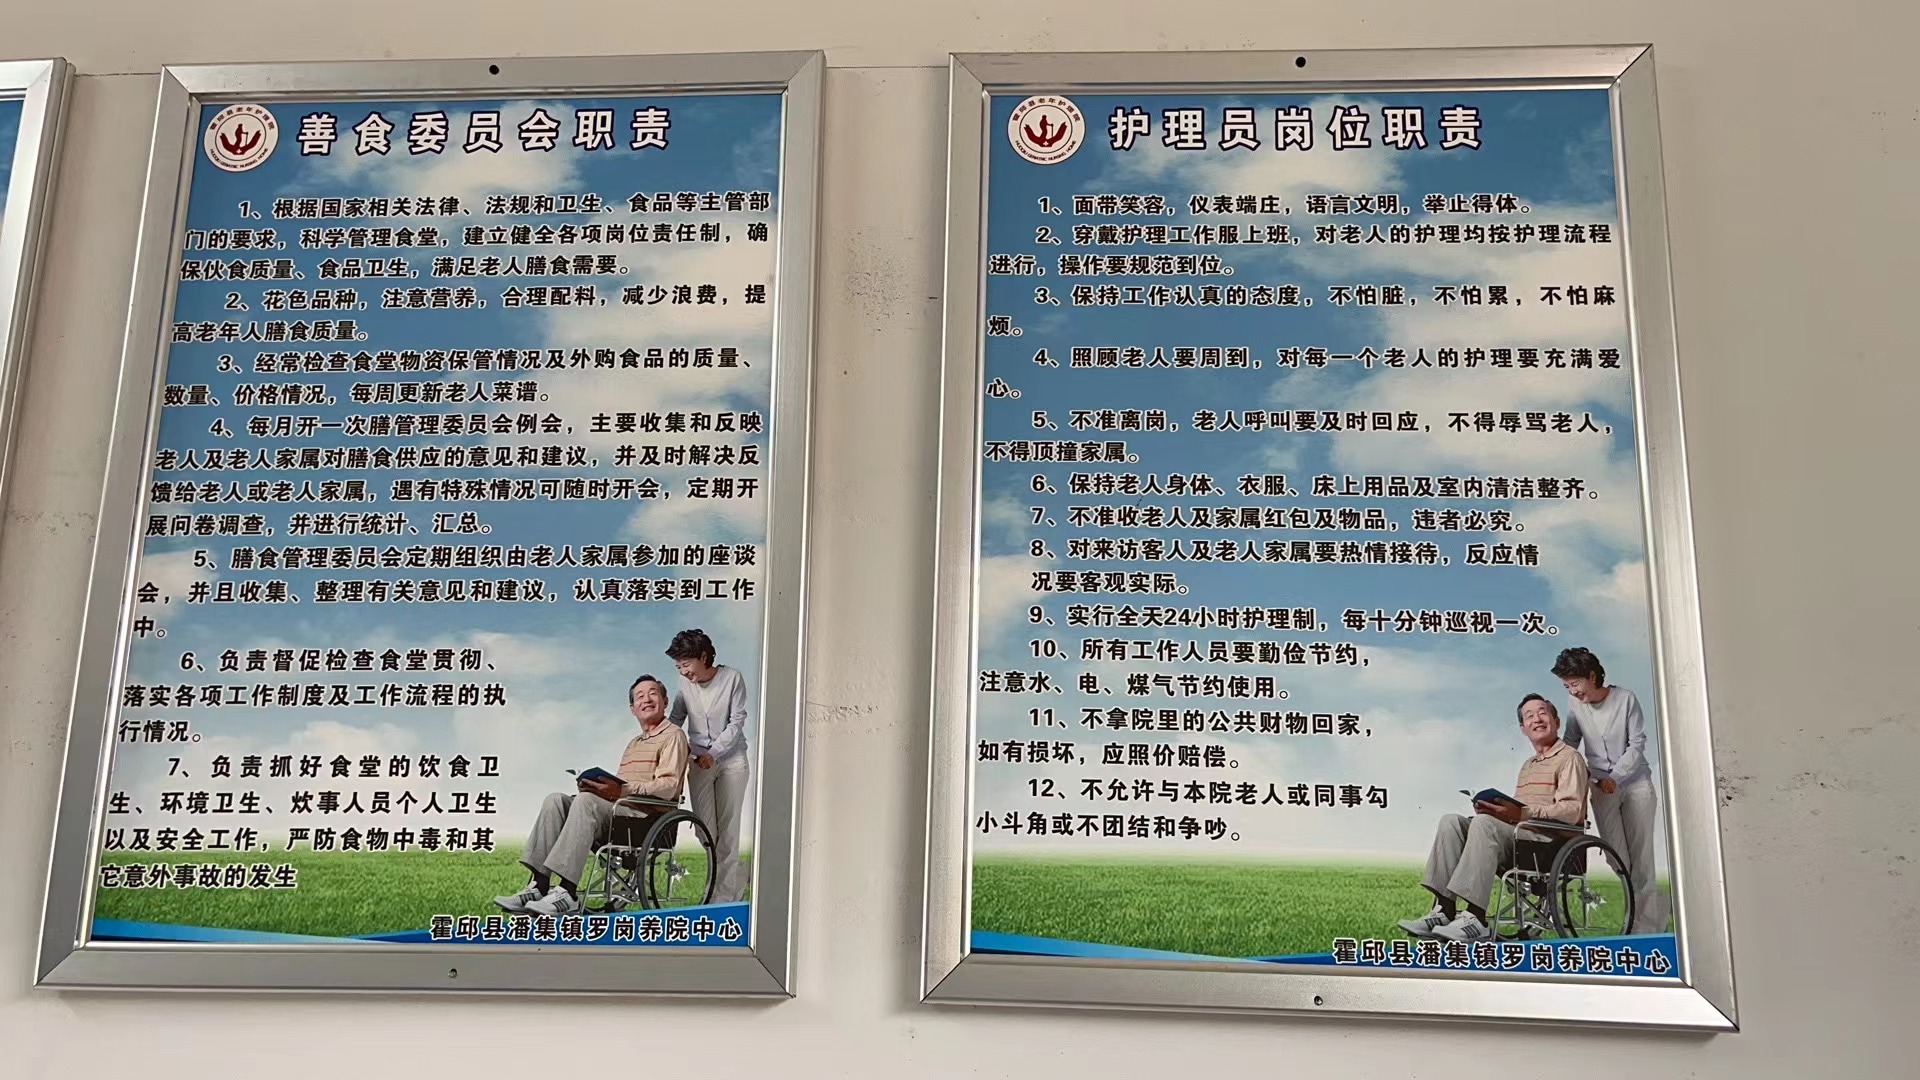 善食委员会职责
1、根据国家相关法律、法规和卫生、食品等主管部
门的要求，科学管理食堂，建立健全各项岗位责任制，确
保伙食质量、食品卫生，满足老人膳食需要。
2、花色品种，注意营养，合理配料，减少浪费，提
高老年人膳食质量。
3、经常检查食堂物资保管情况及外购食品的质量、
数量、价格情况，每周更新老人菜谱。
4、每月开一次膳管理委员会例会，主要收集和反映
老人及老人家属对膳食供应的意见和建议，并及时解决反
馈给老人或老人家属，遇有特殊情况可随时开会，定期开
展问卷调查，并进行统计、汇总。
5、膳食管理委员会定期组织由老人家属参加的座谈
会，并且收集、整理有关意见和建议，认真落实到工作
中。
6、负责督促检查食堂贯彻、
落实各项工作制度及工作流程的执
行情况。
7、负责抓好食堂的饮食卫
生、环境卫生、炊事人员个人卫生
以及安全工作，严防食物中毒和其
它意外事故的发生
霍邱县潘集镇罗岗养院中心
霍邱县老年护理院
HUOQIU GERIATRIC NURSING HOME
护理员岗位职责
1、面带笑容，仪表端庄，语言文明，举止得体。
2、穿戴护理工作服上班，对老人的护理均按护理流程
进行，操作要规范到位。
3、保持工作认真的态度，不怕脏，不怕累，不怕麻
烦。
4、照顾老人要周到，对每一个老人的护理要充满爱
心。
5、不准离岗，老人呼叫要及时回应，不得辱骂老人，
不得顶撞家属。
6、保持老人身体、衣服、床上用品及室内清洁整齐。
7、不准收老人及家属红包及物品，违者必究。
8、对来访客人及老人家属要热情接待，反应情
况要客观实际。
9、实行全天24小时护理制，每十分钟巡视一次。
10、所有工作人员要勤俭节约，
注意水、电、煤气节约使用。
11、不拿院里的公共财物回家，
如有损坏，应照价赔偿。
12、不允许与本院老人或同事勾
小斗角或不团结和争吵。
霍邱县潘集镇罗岗养院中心
霍邱县老年护理院
HUOQIU GERIATRIC NURSING HOME